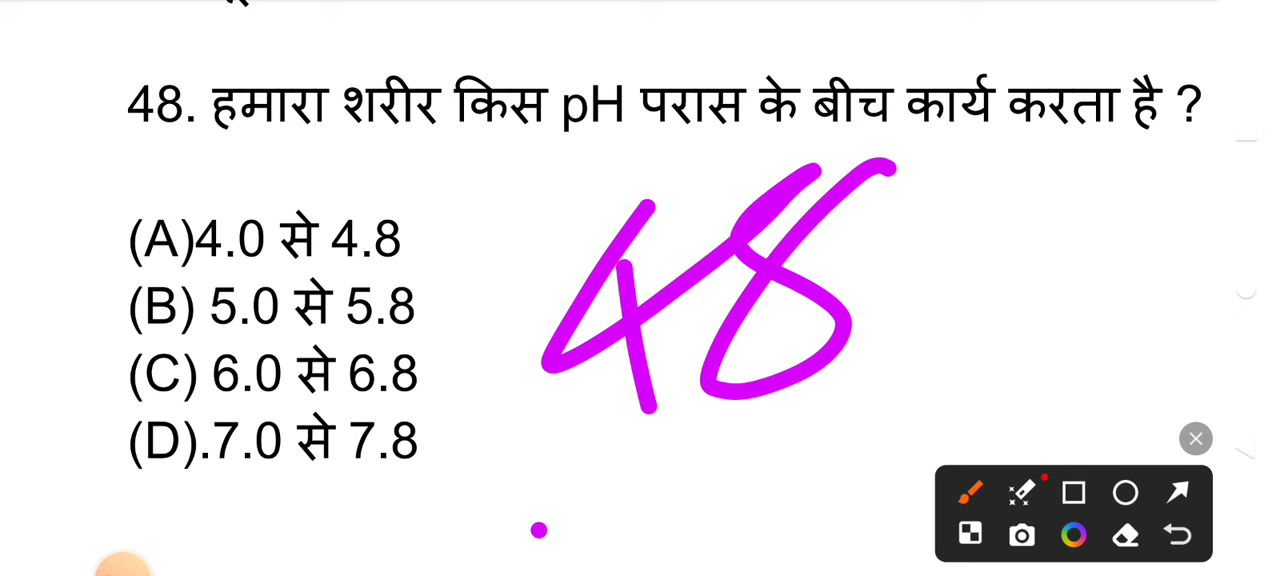 48. हमारा शरीर किस pH परास के बीच कार्य करता है ?
(A)4.0 से 4.8
48
(B) 5.0 से 5.8
(C) 6.0 से 6.8
(D).7.0 से 7.8